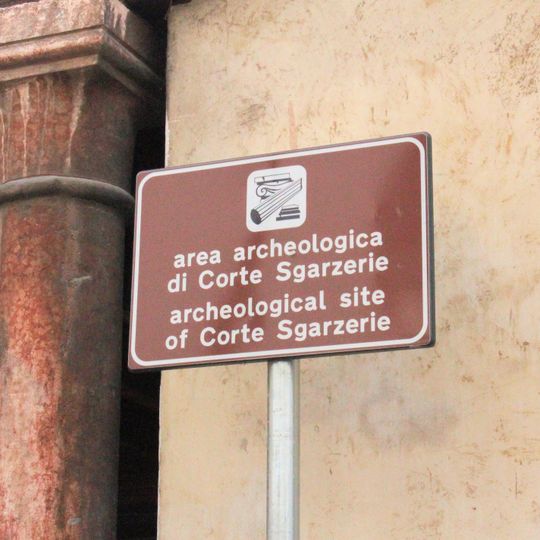 area archeologica
di Corte Sgarzerie
archeological site
of Corte Sgarzerie